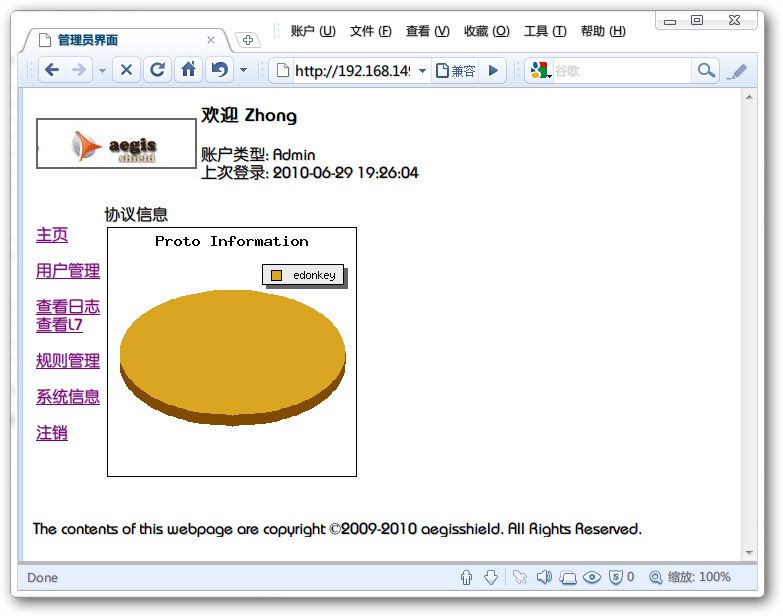 管理员界面
账户 (U) 文件 (F) 查看 (V) 收藏 (O) 工具 (T) 帮助 (H)
http://192.168.149
兼容
谷歌
aegis
shield
欢迎 Zhong
账户类型: Admin
上次登录: 2010-06-29 19:26:04
协议信息
主页
用户管理
查看日志
查看L7
规则管理
系统信息
注销
Proto Information
edonkey
The contents of this webpage are copyright ©2009-2010 aegisshield. All Rights Reserved.
Done
0
缩放: 100%